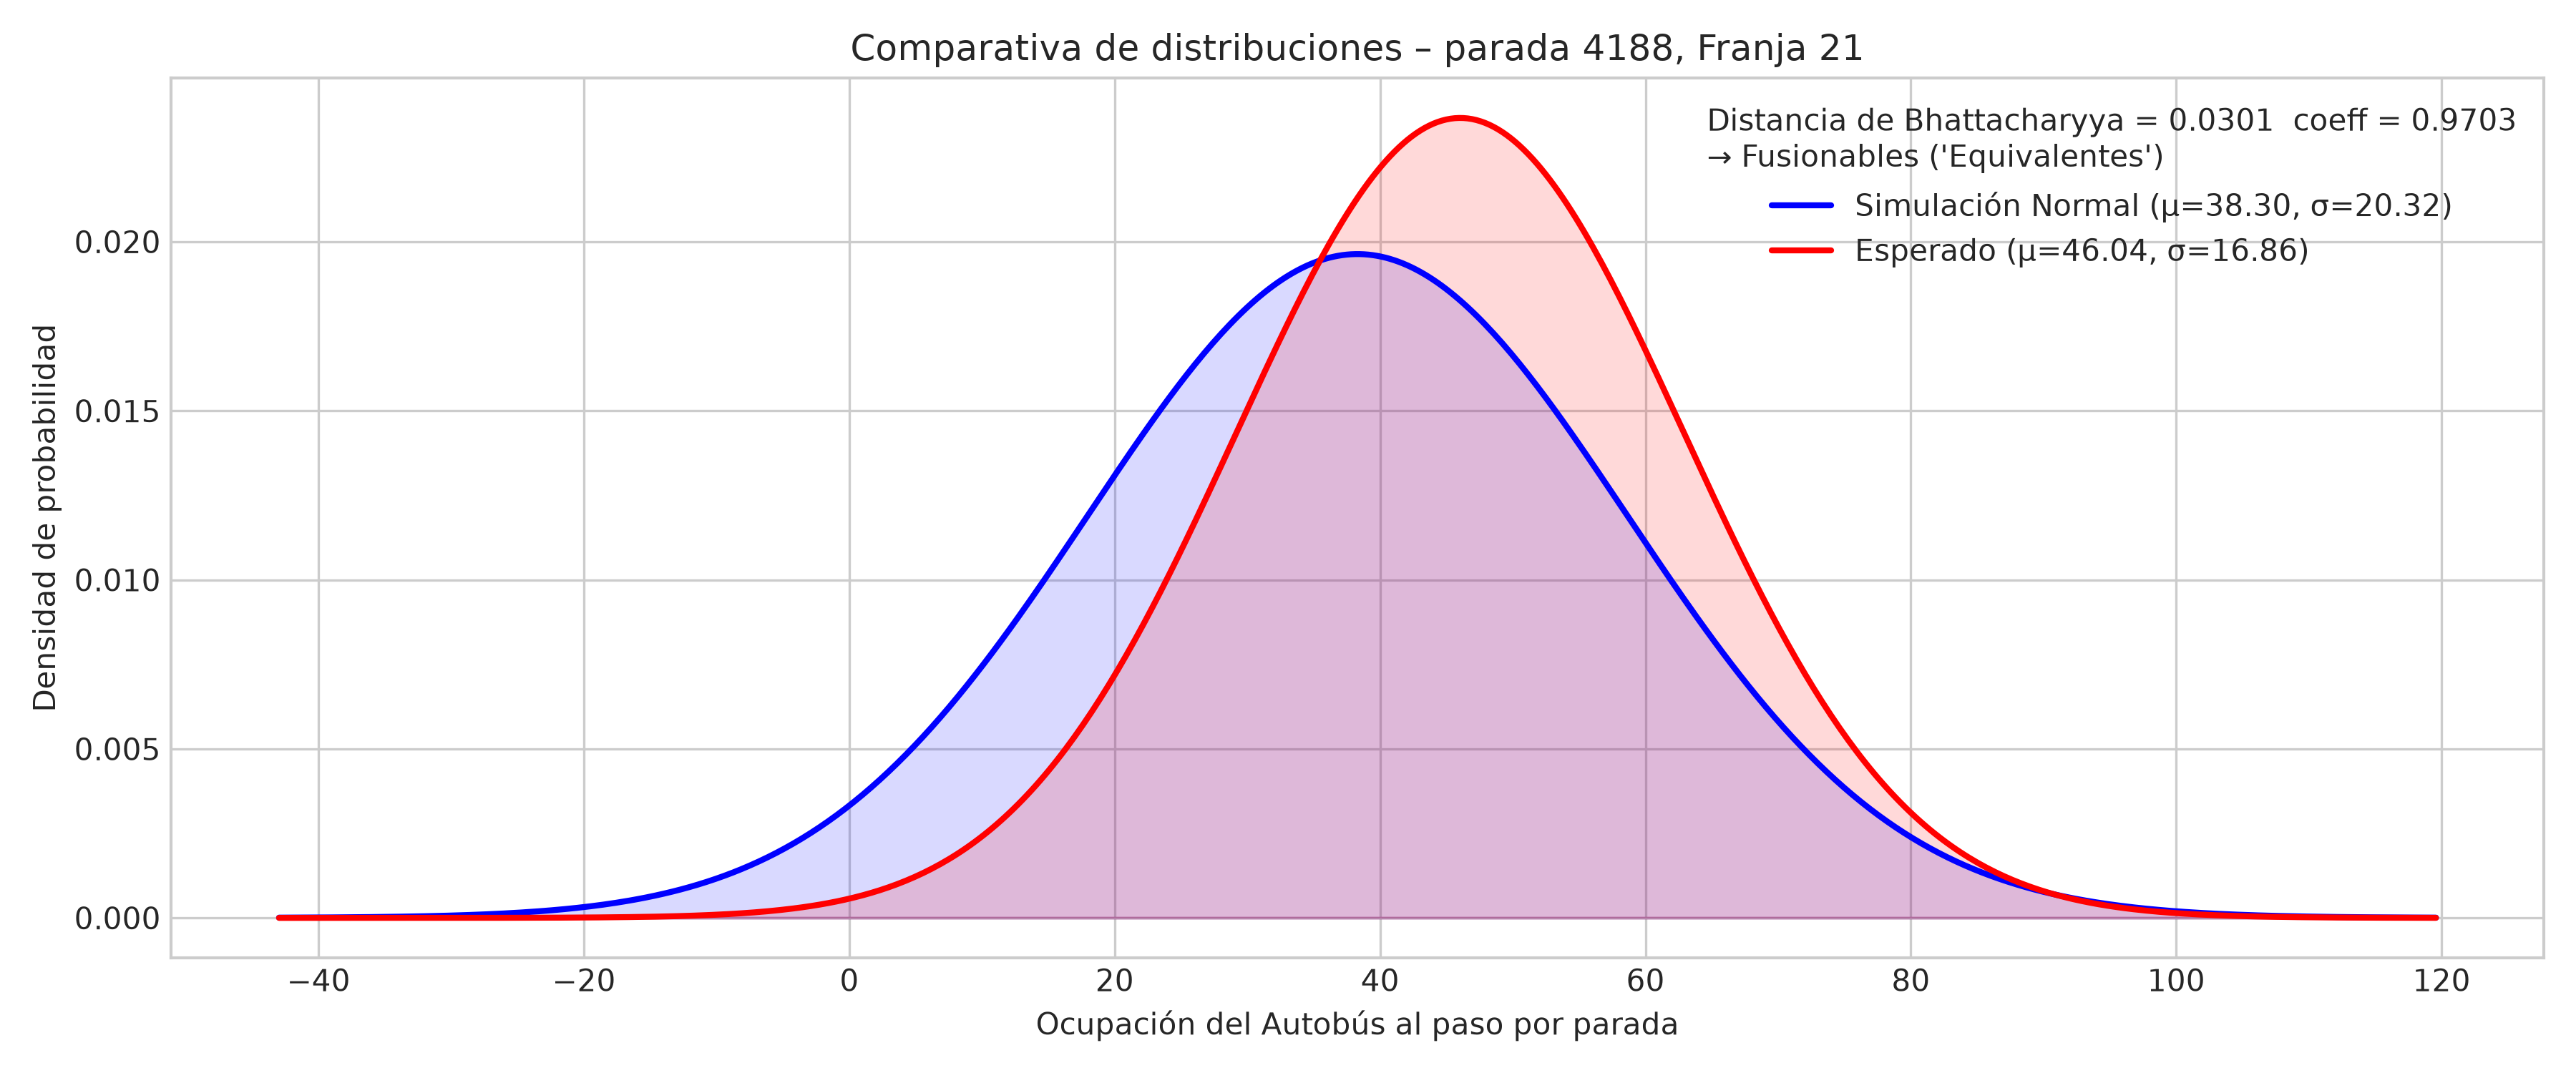 Comparativa de distribuciones – parada 4188, Franja 21
Distancia de Bhattacharyya = 0.0301  coeff = 0.9703
→ Fusionables ('Equivalentes')
Simulación Normal (μ=38.30, σ=20.32)
Esperado (μ=46.04, σ=16.86)
Densidad de probabilidad
0.020
0.015
0.010
0.005
0.000
−40 −20 0 20 40 60 80 100 120
Ocupación del Autobús al paso por parada